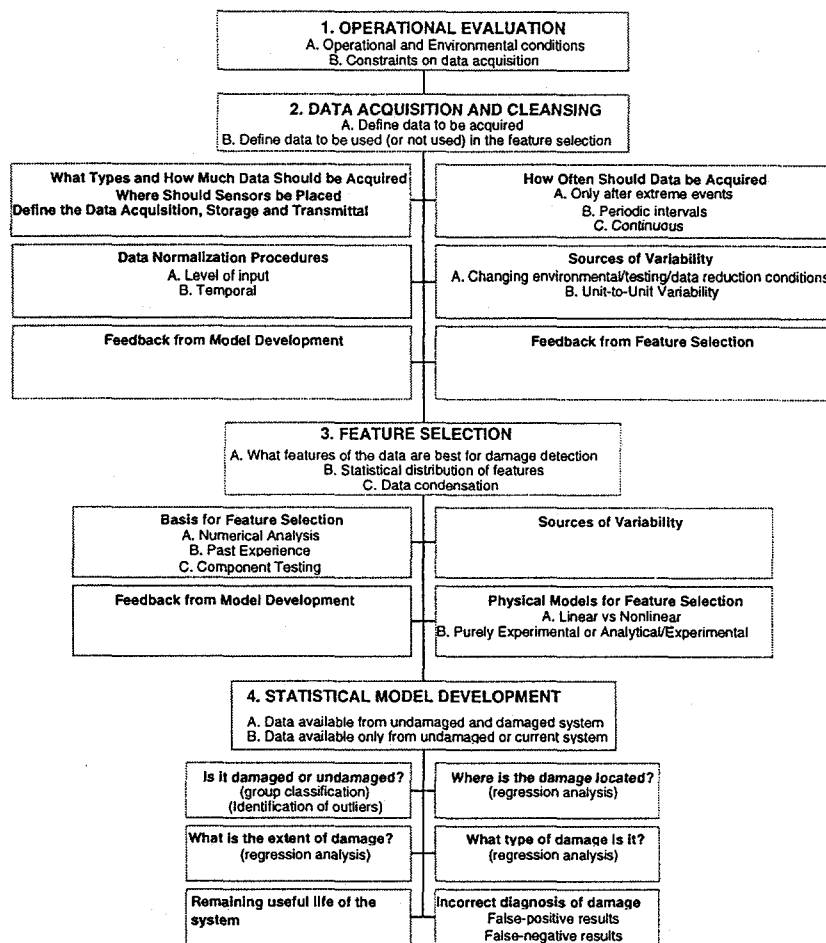 1. OPERATIONAL EVALUATION
A. Operational and Environmental conditions
B. Constraints on data acquisition
2. DATA ACQUISITION AND CLEANSING
A. Define data to be acquired
B. Define data to be used (or not used) in the feature selection
What Types and How Much Data Should be Acquired
Where Should Sensors be Placed
Define the Data Acquisition, Storage and Transmittal
How Often Should Data be Acquired
A. Only after extreme events
B. Periodic intervals
C. Continuous
Data Normalization Procedures
A. Level of input
B. Temporal
Sources of Variability
A. Changing environmental/testing/data reduction conditions
B. Unit-to-Unit Variability
Feedback from Model Development
Feedback from Feature Selection
3. FEATURE SELECTION
A. What features of the data are best for damage detection
B. Statistical distribution of features
C. Data condensation
Basis for Feature Selection
A. Numerical Analysis
B. Past Experience
C. Component Testing
Sources of Variability
Feedback from Model Development
Physical Models for Feature Selection
A. Linear vs Nonlinear
B. Purely Experimental or Analytical/Experimental
4. STATISTICAL MODEL DEVELOPMENT
A. Data available from undamaged and damaged system
B. Data available only from undamaged or current system
Is it damaged or undamaged?
(group classification)
(Identification of outliers)
Where is the damage located?
(regression analysis)
What is the extent of damage?
(regression analysis)
What type of damage is it?
(regression analysis)
Remaining useful life of the
system
Incorrect diagnosis of damage
False-positive results
False-negative results